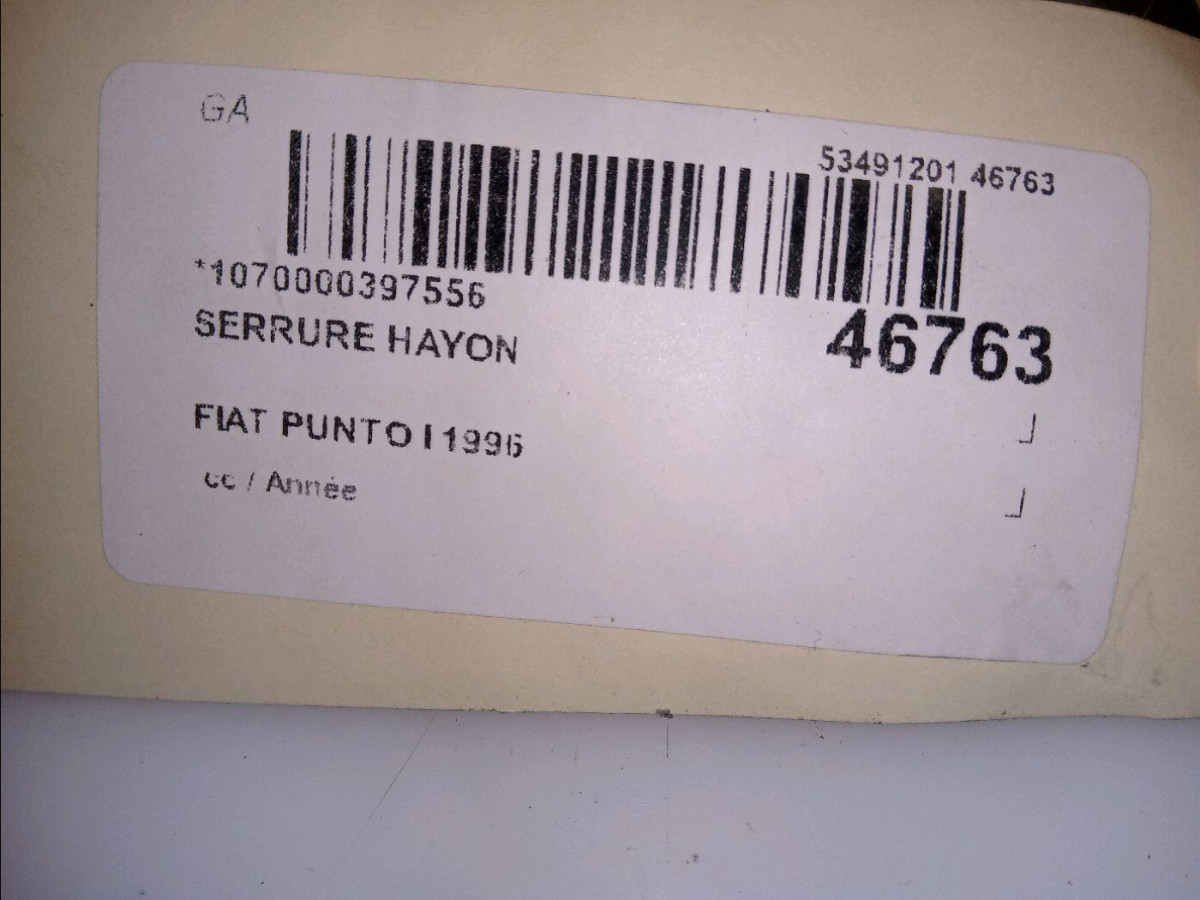 GA
53491201 46763
*1070000397556
46763
SERRURE HAYON
FIAT PUNTO I 1996
cc / Année